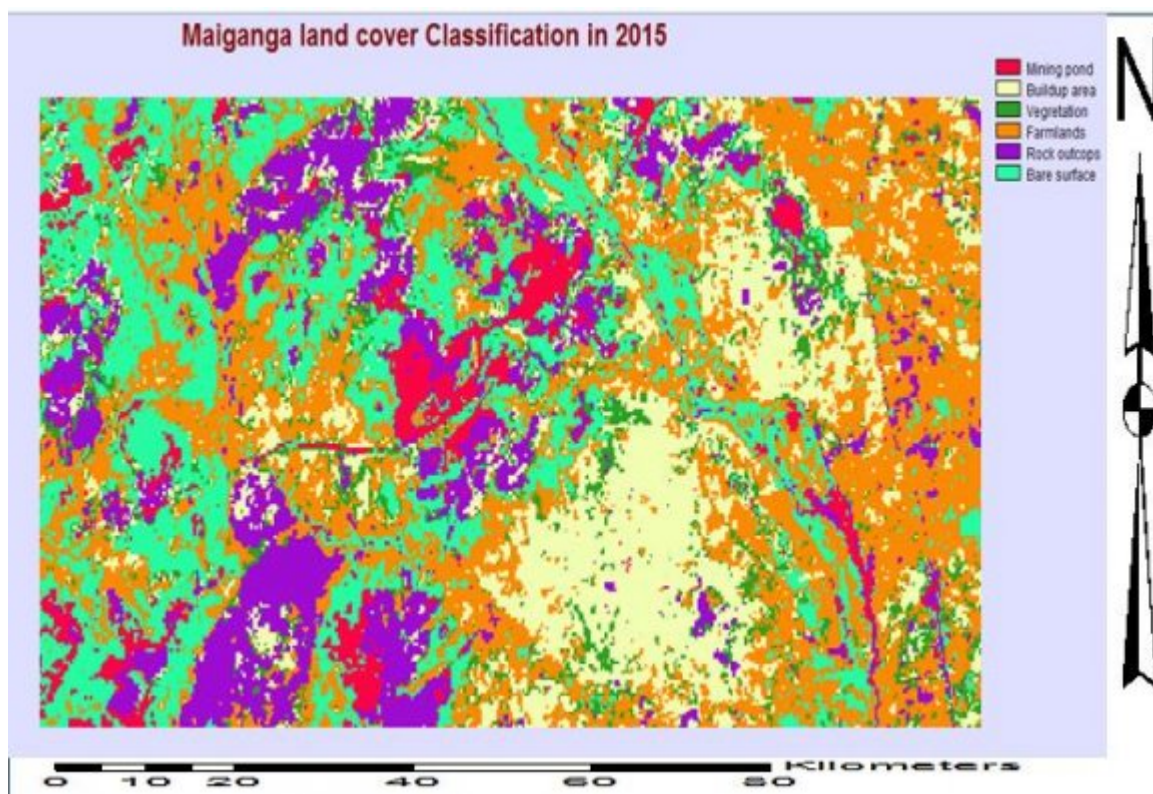 Maiganga land cover Classification in 2015
N
Mining pond
Buildup area
Vegretation
Farmlands
Rock outcops
Bare surface
0 10 20 40 60 80 Kilometers